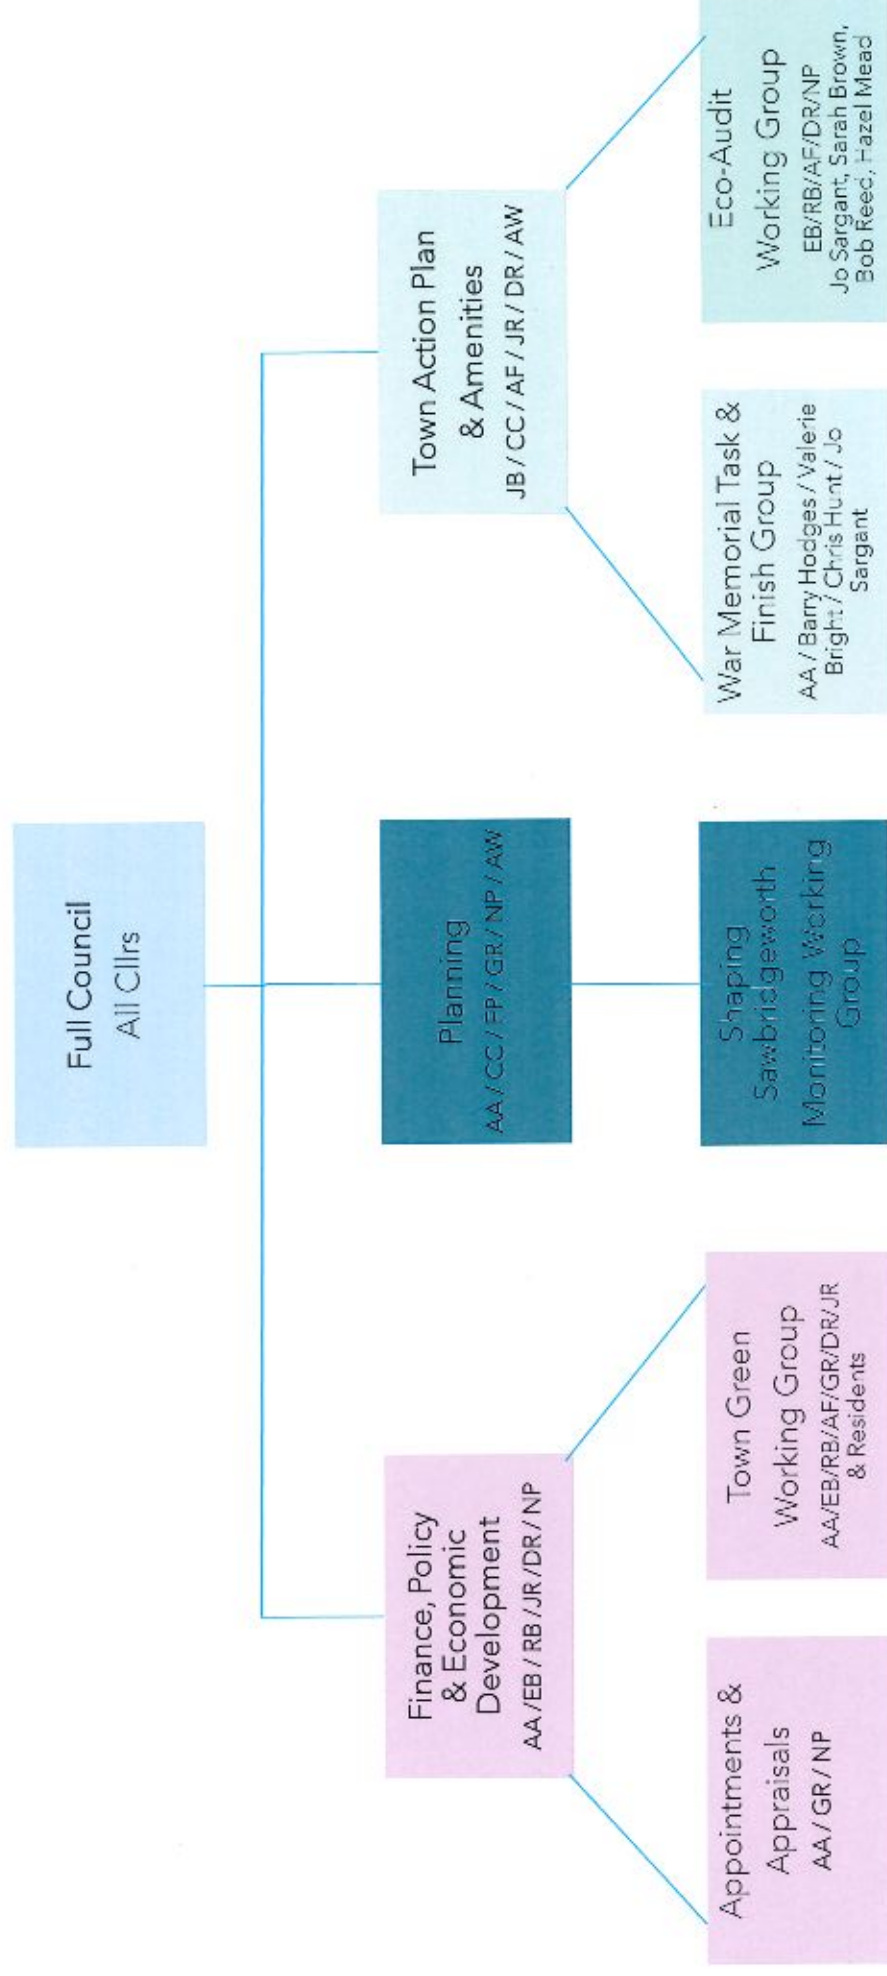 Full Council
All Cllrs
Finance, Policy
& Economic
Development
AA/EB / RB /JR/DR/ NP
Planning
AA / CC / FP / GR / NP / AW
Town Action Plan
& Amenities
JB / CC / AF / JR / DR / AW
Appointments &
Appraisals
AA / GR / NP
Town Green
Working Group
AA/EB/RB/AF/GR/DR/JR
& Residents
Shaping
Sawbridgeworth
Monitoring Working
Group
War Memorial Task &
Finish Group
AA / Barry Hodges / Valerie
Bright / Chris Hunt / Jo
Sargant
Eco-Audit
Working Group
EB/RB/AF/DR/NP
Jo Sargant, Sarah Brown,
Bob Reed, Hazel Mead